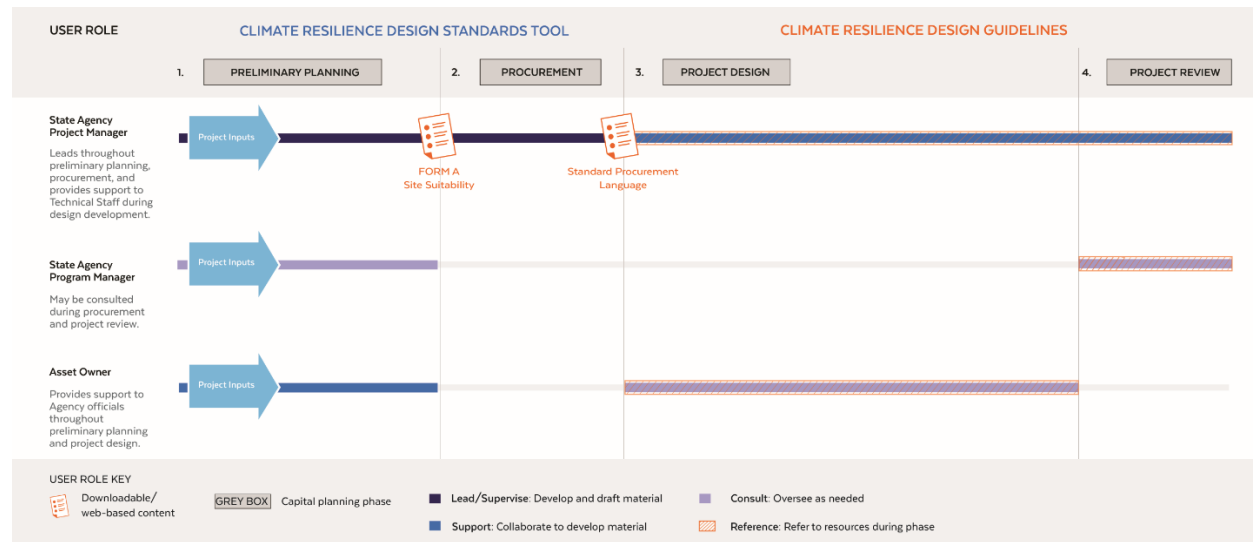 USER ROLE
CLIMATE RESILIENCE DESIGN STANDARDS TOOL
CLIMATE RESILIENCE DESIGN GUIDELINES
1.
PRELIMINARY PLANNING
2.
PROCUREMENT
3.
PROJECT DESIGN
4.
PROJECT REVIEW
State Agency
Project Manager
Leads throughout
preliminary planning,
procurement, and
provides support to
Technical Staff during
design development.
Project Inputs
FORM A
Site Suitability
Standard Procurement
Language
State Agency
Program Manager
May be consulted
during procurement
and project review.
Project Inputs
Asset Owner
Provides support to
Agency officials
throughout
preliminary planning
and project design.
Project Inputs
USER ROLE KEY
Downloadable/
web-based content
GREY BOX
Capital planning phase
Lead/Supervise: Develop and draft material
Support: Collaborate to develop material
Consult: Oversee as needed
Reference: Refer to resources during phase